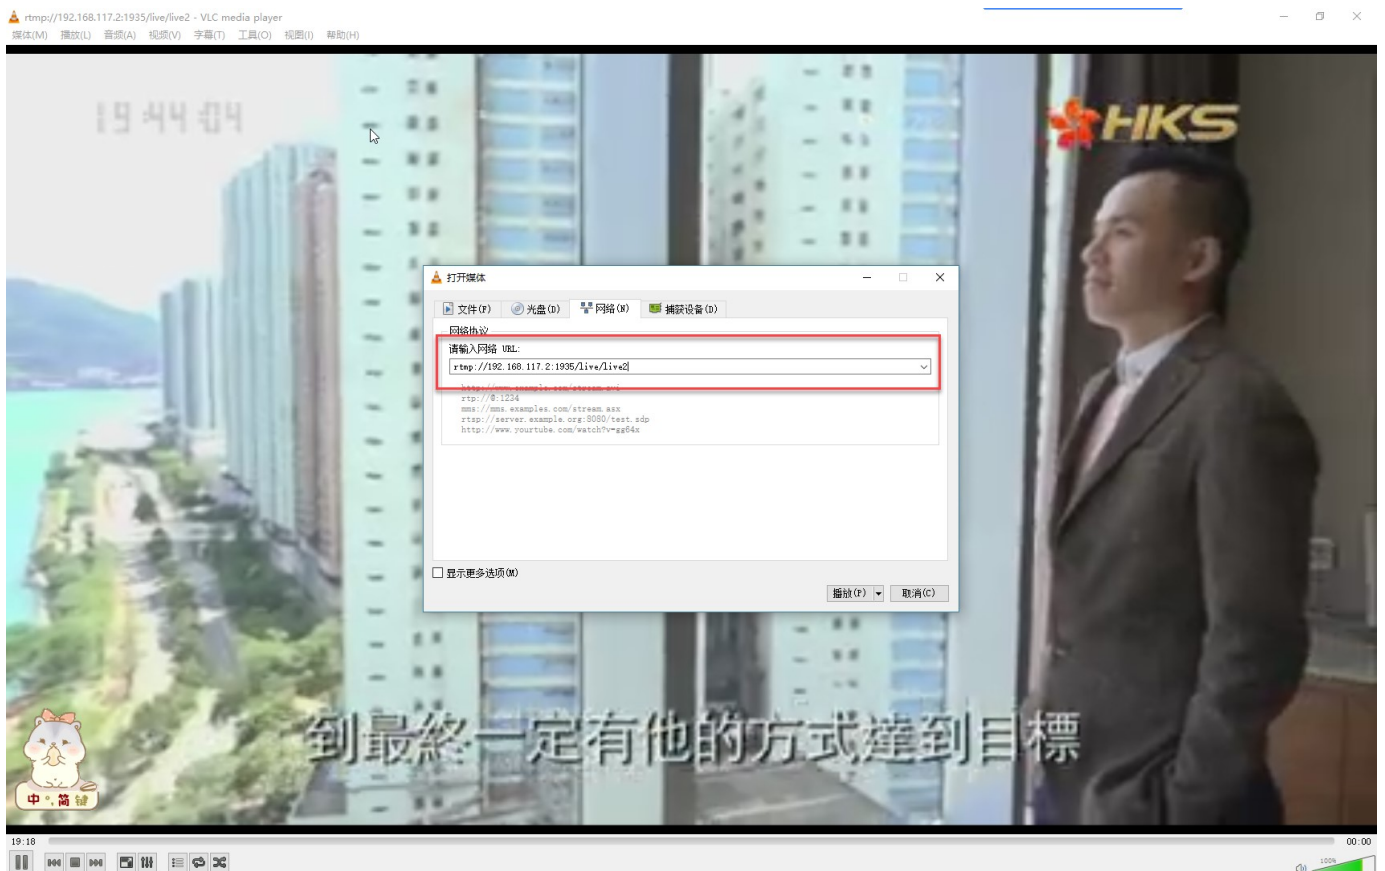 rtmp://192.168.117.2:1935/live/live2 - VLC media player
媒体(M) 播放(L) 音频(A) 视频(V) 字幕(T) 工具(O) 视图(I) 帮助(H)
19:44:04
HKS
打开媒体
文件(F) 光盘(D) 网络(N) 捕获设备(D)
网络协议
请输入网络 URL:
rtmp://192.168.117.2:1935/live/live2
http://www.example.com/stream.avi
rtp://@:1234
mms://mms.examples.com/stream.asx
rtsp://server.example.org:8080/test.sdp
http://www.yourtube.com/watch?v=gg64x
显示更多选项(M)
播放(P) 取消(C)
到最終一定有他的方式達到目標
中 °, 简 键
19:18 00:00
100%